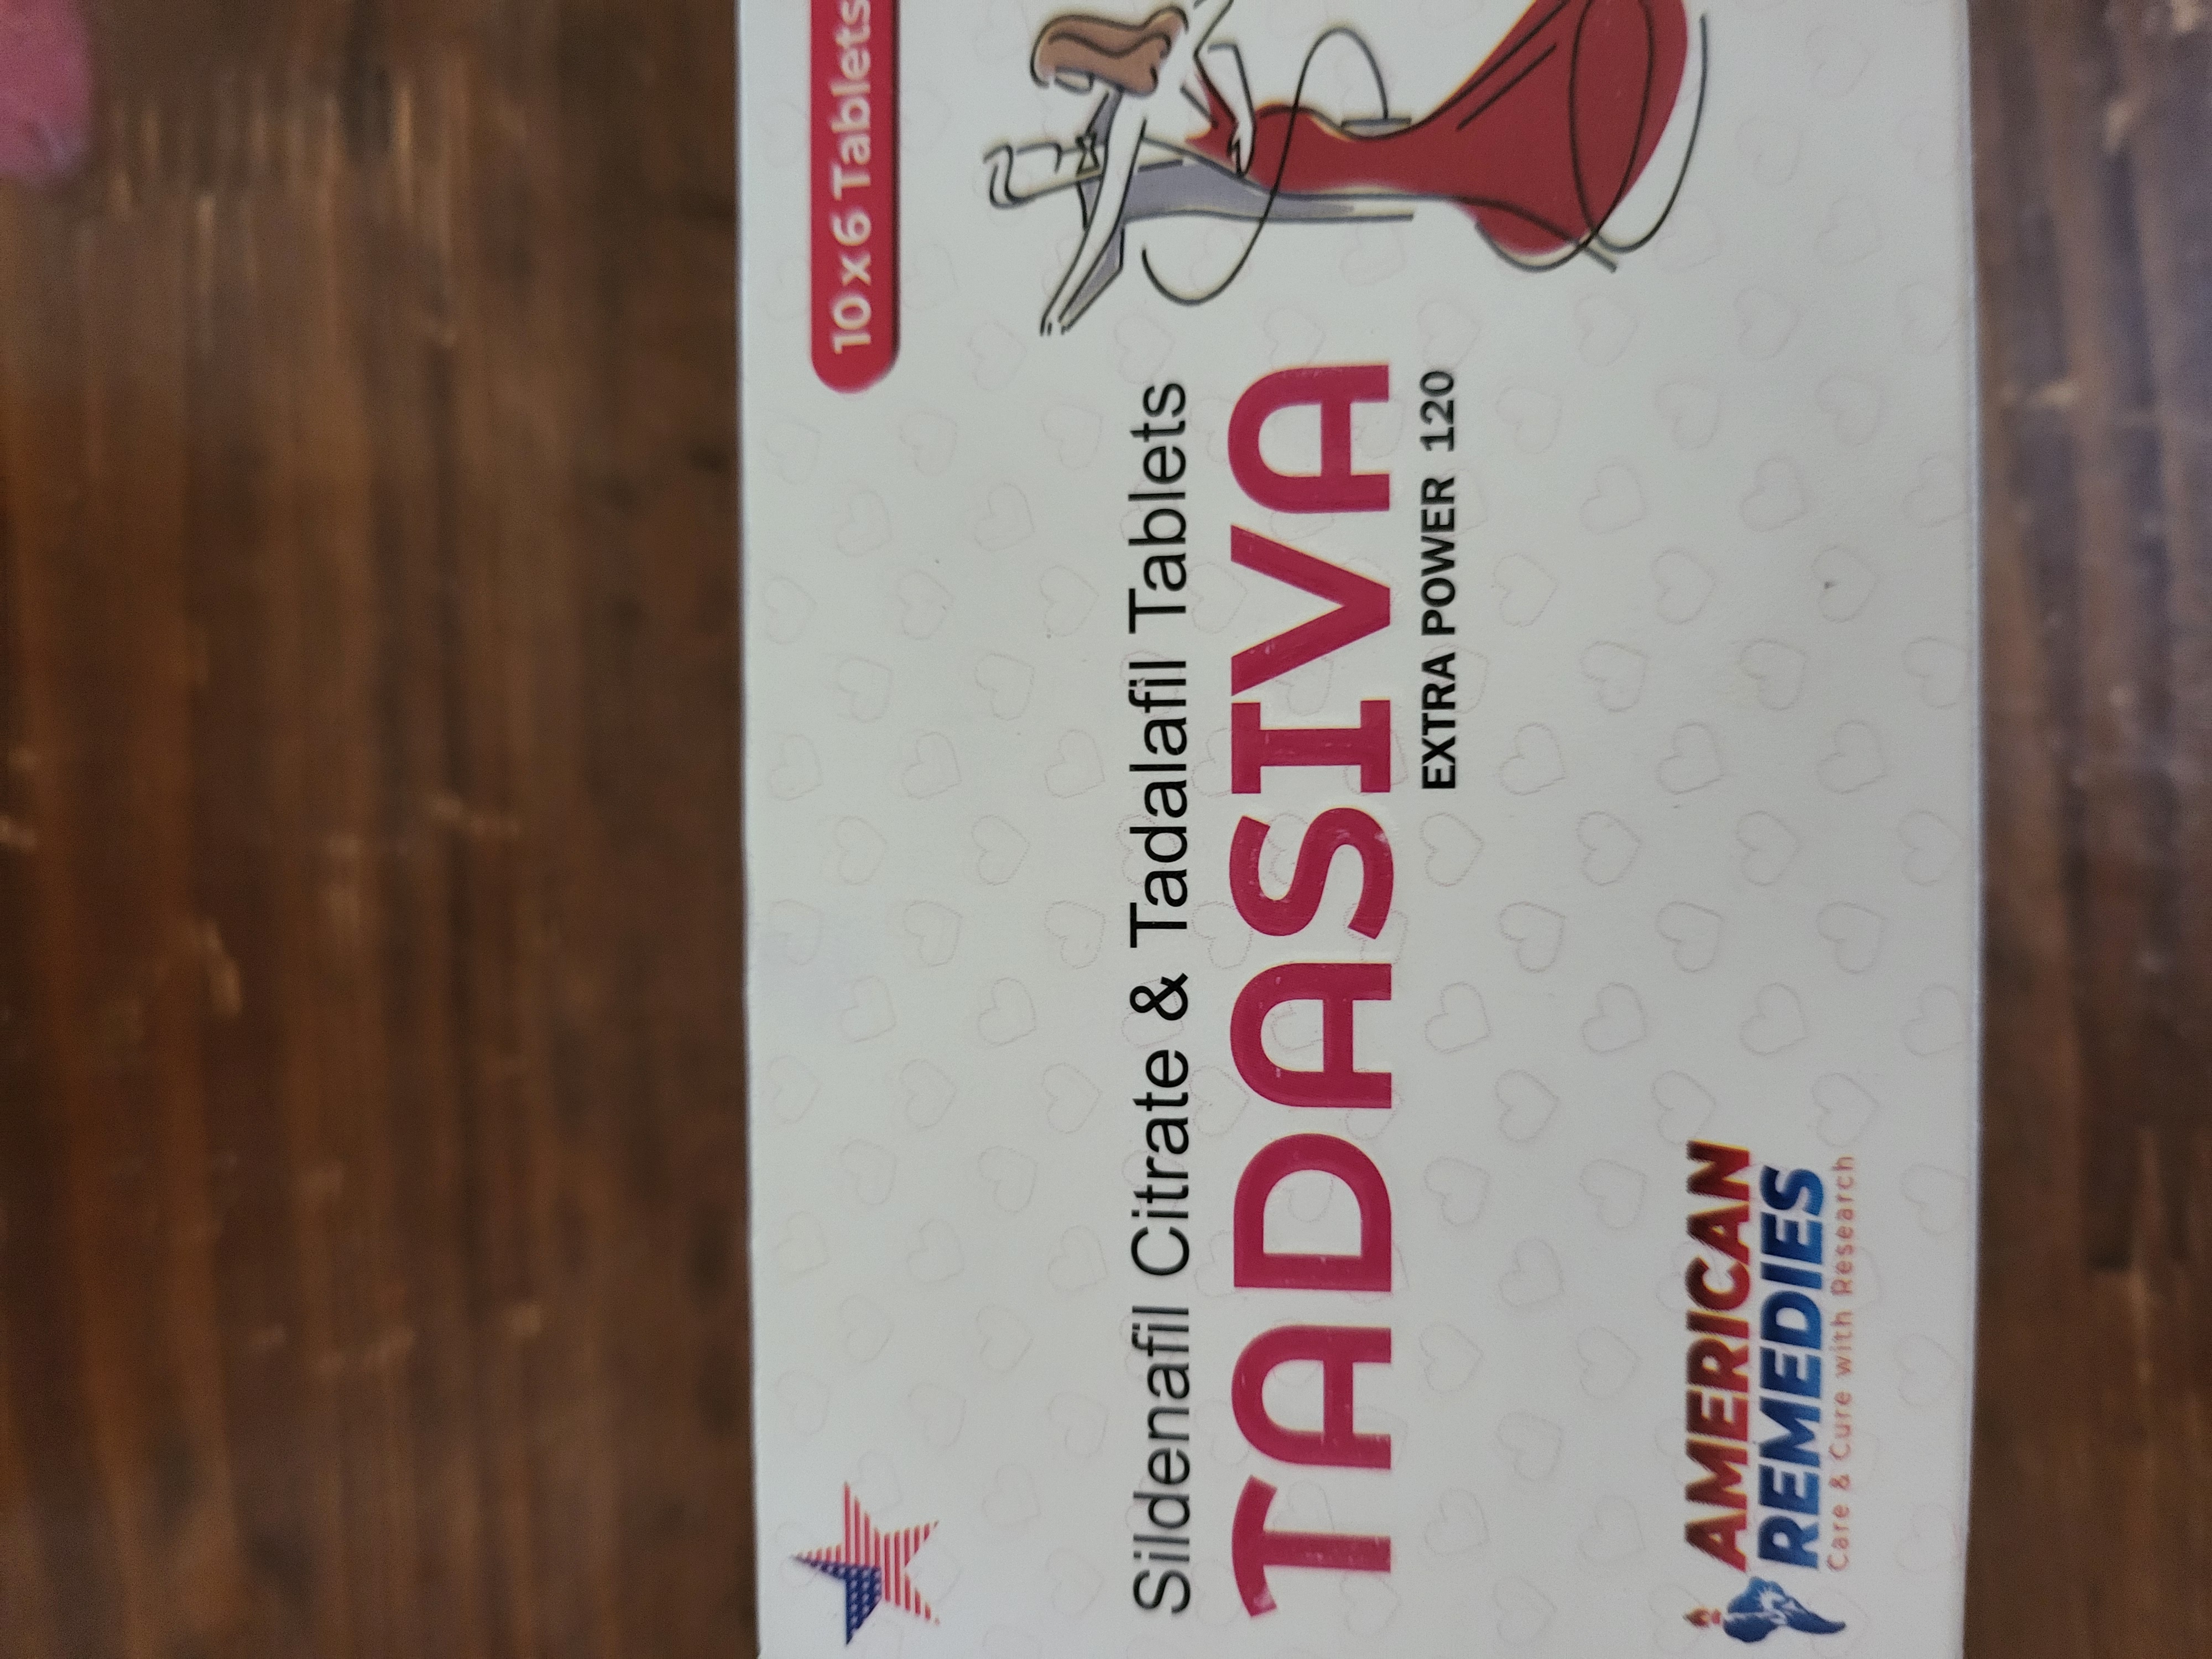 10 x 6 Tablets
Sildenafil Citrate & Tadalafil Tablets
TADASIVA
EXTRA POWER 120
AMERICAN
REMEDIES
Care & Cure with Research